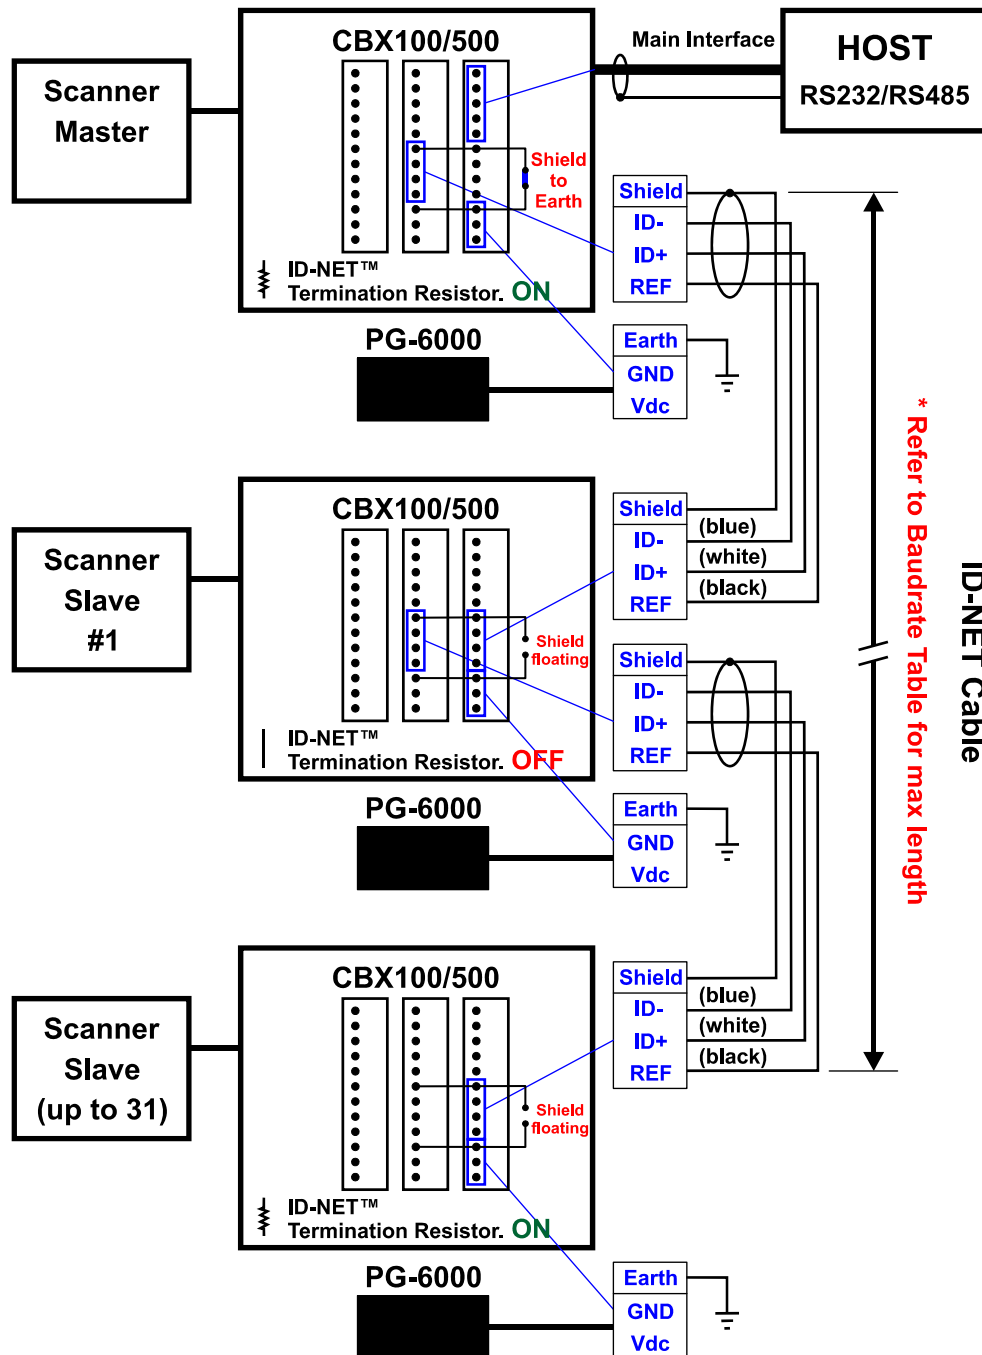 CBX100/500
Main Interface
HOST
RS232/RS485
Scanner
Master
Shield
to
Earth
Shield
ID-
ID+
REF
ID-NET™
Termination Resistor. ON
PG-6000
Earth
GND
Vdc
CBX100/500
Scanner
Slave
#1
Shield
(blue)
ID-
(white)
ID+
(black)
REF
Shield
floating
Shield
ID-
ID+
REF
ID-NET™
Termination Resistor. OFF
PG-6000
Earth
GND
Vdc
* Refer to Baudrate Table for max length
ID-NET Cable
CBX100/500
Scanner
Slave
(up to 31)
Shield
(blue)
ID-
(white)
ID+
(black)
REF
Shield
floating
ID-NET™
Termination Resistor. ON
PG-6000
Earth
GND
Vdc